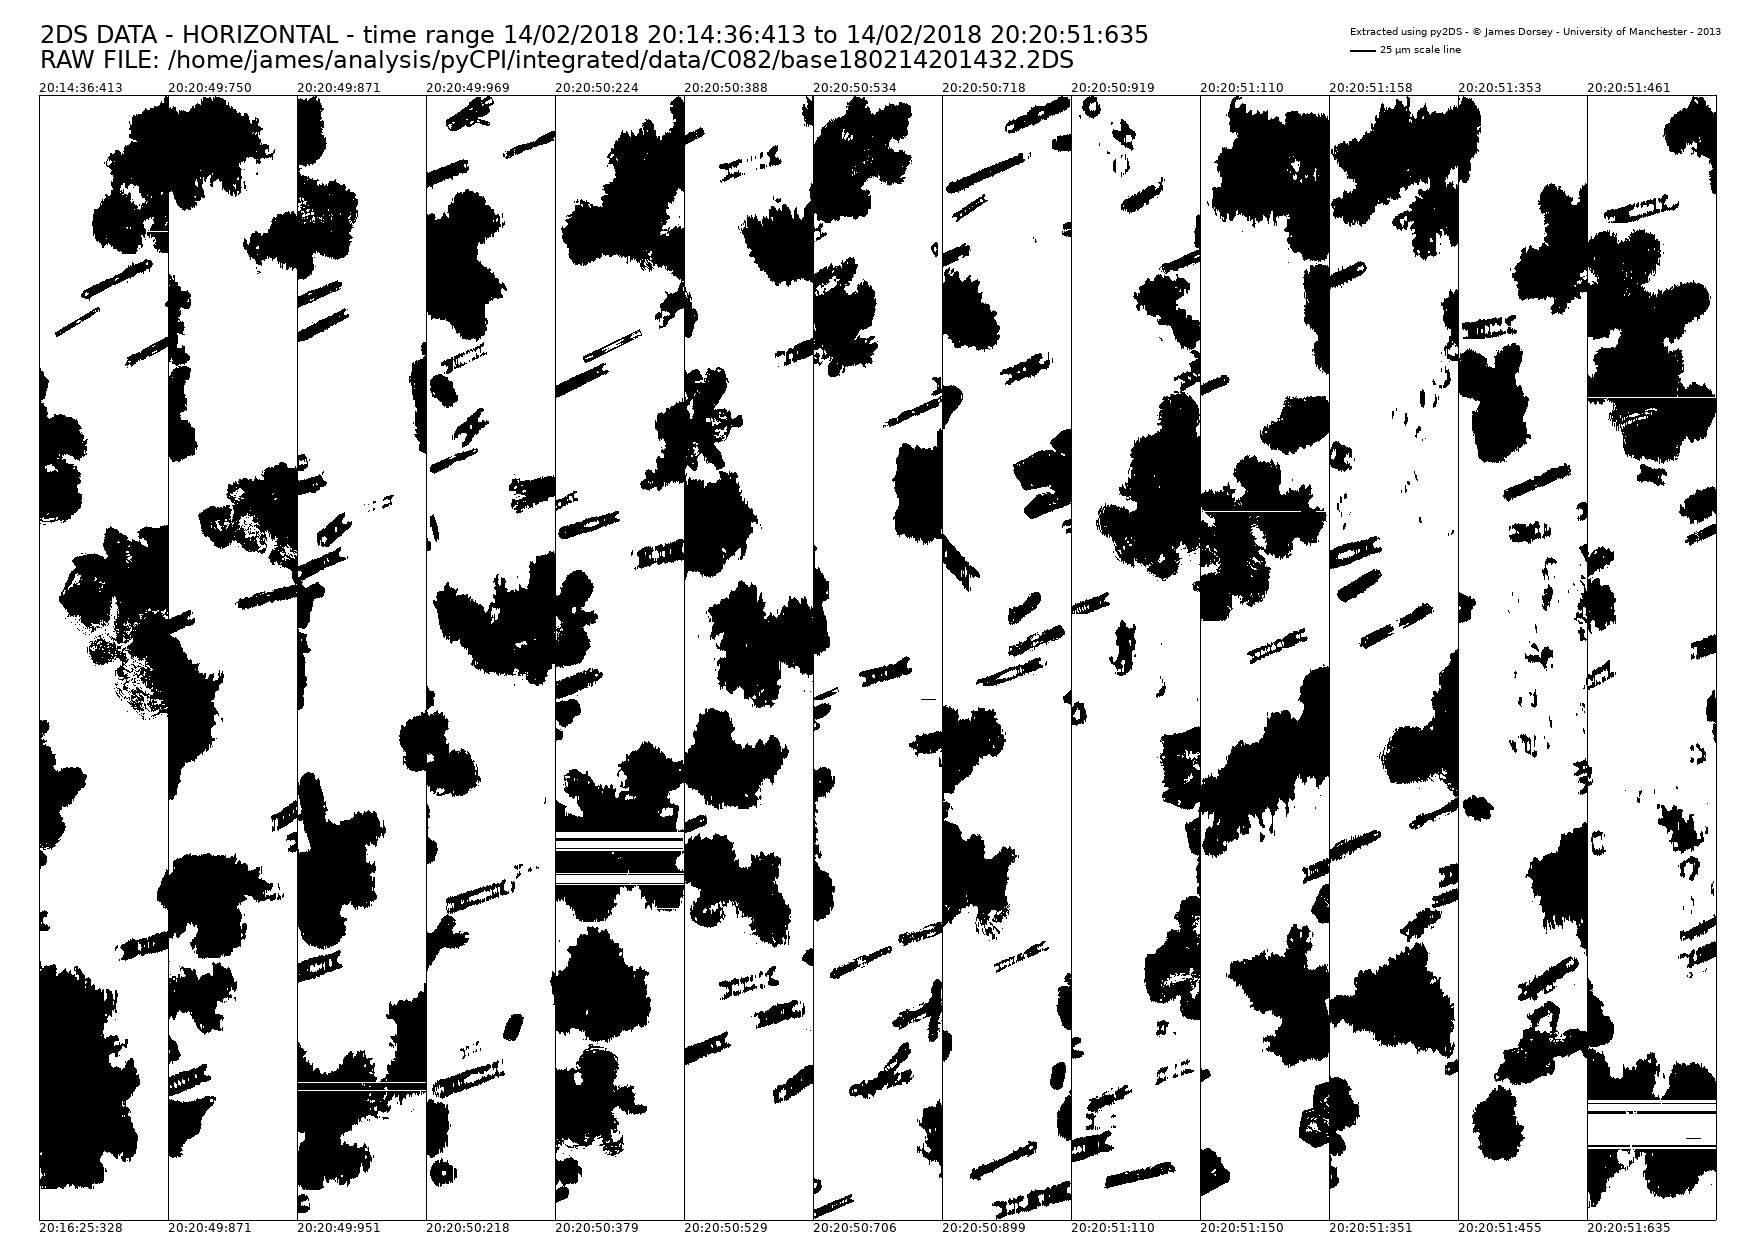 2DS DATA - HORIZONTAL - time range 14/02/2018 20:14:36:413 to 14/02/2018 20:20:51:635
RAW FILE: /home/james/analysis/pyCPI/integrated/data/C082/base180214201432.2DS
Extracted using py2DS - © James Dorsey - University of Manchester - 2013
25 μm scale line
20:14:36:413 20:20:49:750 20:20:49:871 20:20:49:969 20:20:50:224 20:20:50:388 20:20:50:534 20:20:50:718 20:20:50:919 20:20:51:110 20:20:51:158 20:20:51:353 20:20:51:461
20:16:25:328 20:20:49:871 20:20:49:951 20:20:50:218 20:20:50:379 20:20:50:529 20:20:50:706 20:20:50:899 20:20:51:110 20:20:51:150 20:20:51:351 20:20:51:455 20:20:51:635